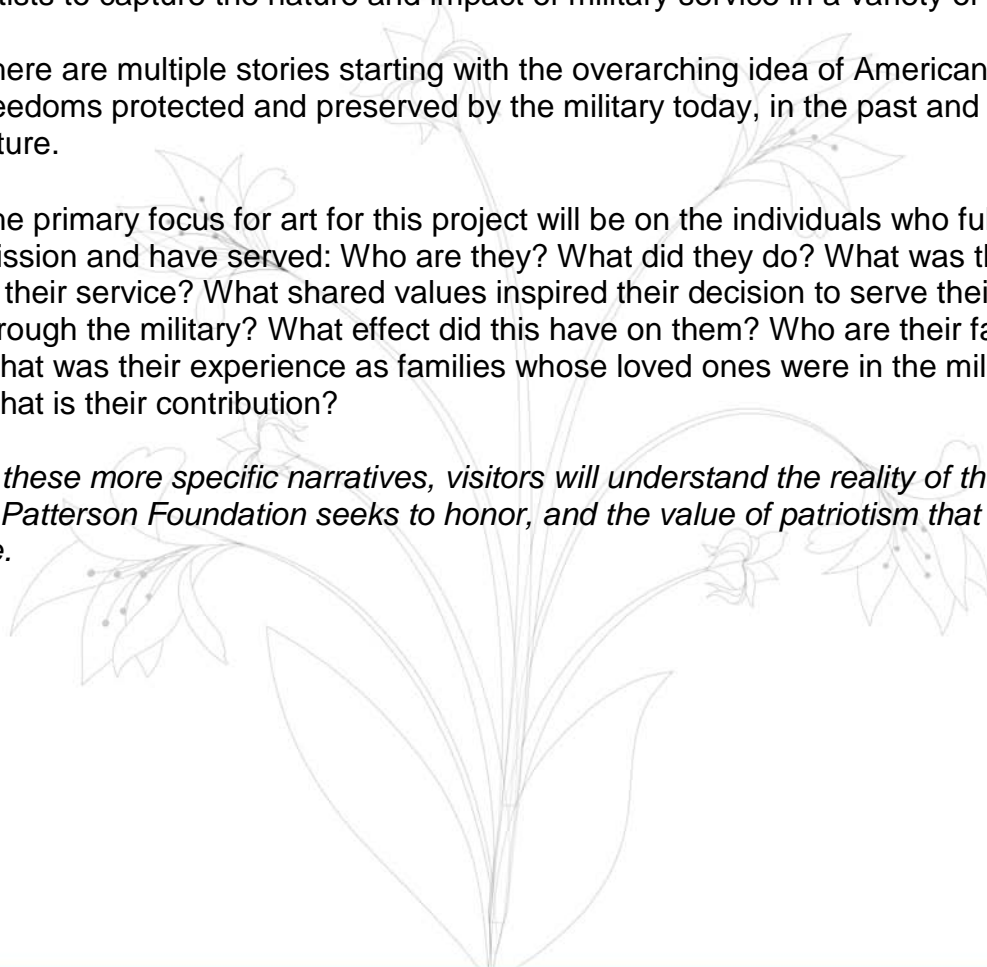 tists to capture the nature and impact of military service in a variety of
here are multiple stories starting with the overarching idea of American
eedoms protected and preserved by the military today, in the past and
ture.
he primary focus for art for this project will be on the individuals who ful
ission and have served: Who are they? What did they do? What was th
their service? What shared values inspired their decision to serve thei
rough the military? What effect did this have on them? Who are their fa
hat was their experience as families whose loved ones were in the mil
hat is their contribution?
these more specific narratives, visitors will understand the reality of th
Patterson Foundation seeks to honor, and the value of patriotism that
e.